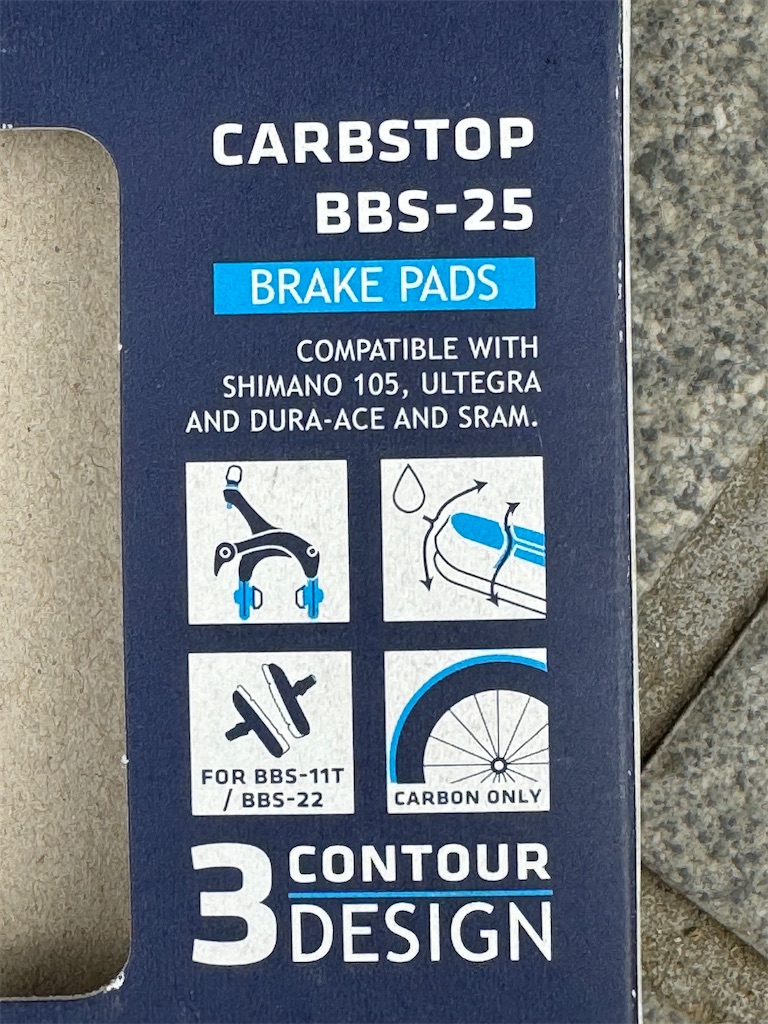 CARBSTOP
BBS-25
BRAKE PADS
COMPATIBLE WITH
SHIMANO 105, ULTEGRA
AND DURA-ACE AND SRAM.
FOR BBS-11T
/ BBS-22
CARBON ONLY
3 CONTOUR
DESIGN